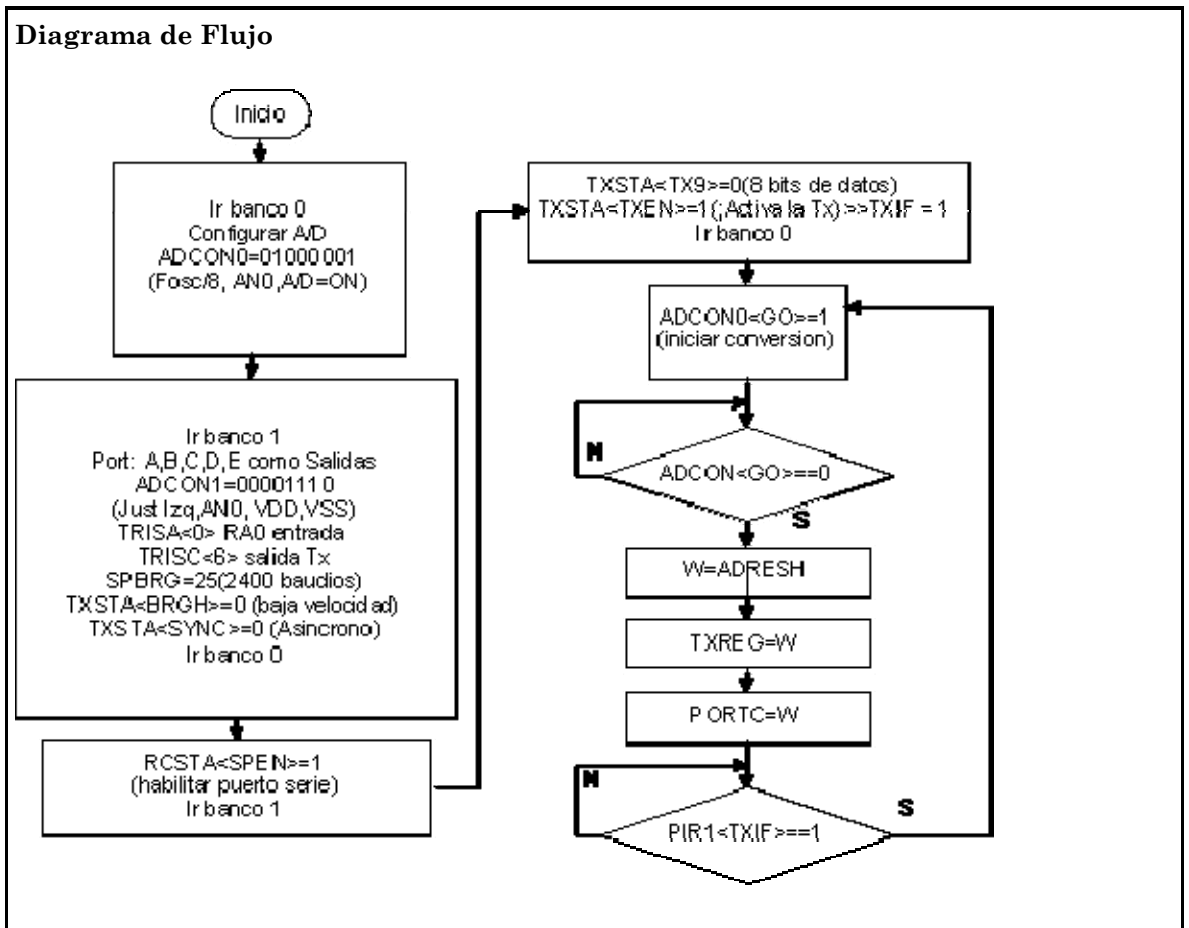 Diagrama de Flujo
Inicio
Ir banco 0
Configurar A/D
ADCON0=01000001
(Fosc/8, AN0,A/D=ON)
Ir banco 1
Port: A,B,C,D,E como Salidas
ADCON1=00001110
(Just Izq,AN0, VDD,VSS)
TRISA<0> RA0 entrada
TRISC<6> salida Tx
SPBRG=25(2400 baudios)
TXSTA<BRGH>=0 (baja velocidad)
TXSTA<SYNC>=0 (Asincrono)
Ir banco 0
RCSTA<SPEN>=1
(habilitar puerto serie)
Ir banco 1
TXSTA<TX9>=0(8 bits de datos)
TXSTA<TXEN>=1(;Activa la Tx)>>TXIF = 1
Ir banco 0
ADCON0<GO>=1
(iniciar conversion)
N
ADCON<GO>==0
S
W=ADRESH
TXREG=W
PORTC=W
N
PIR1<TXIF>==1
S